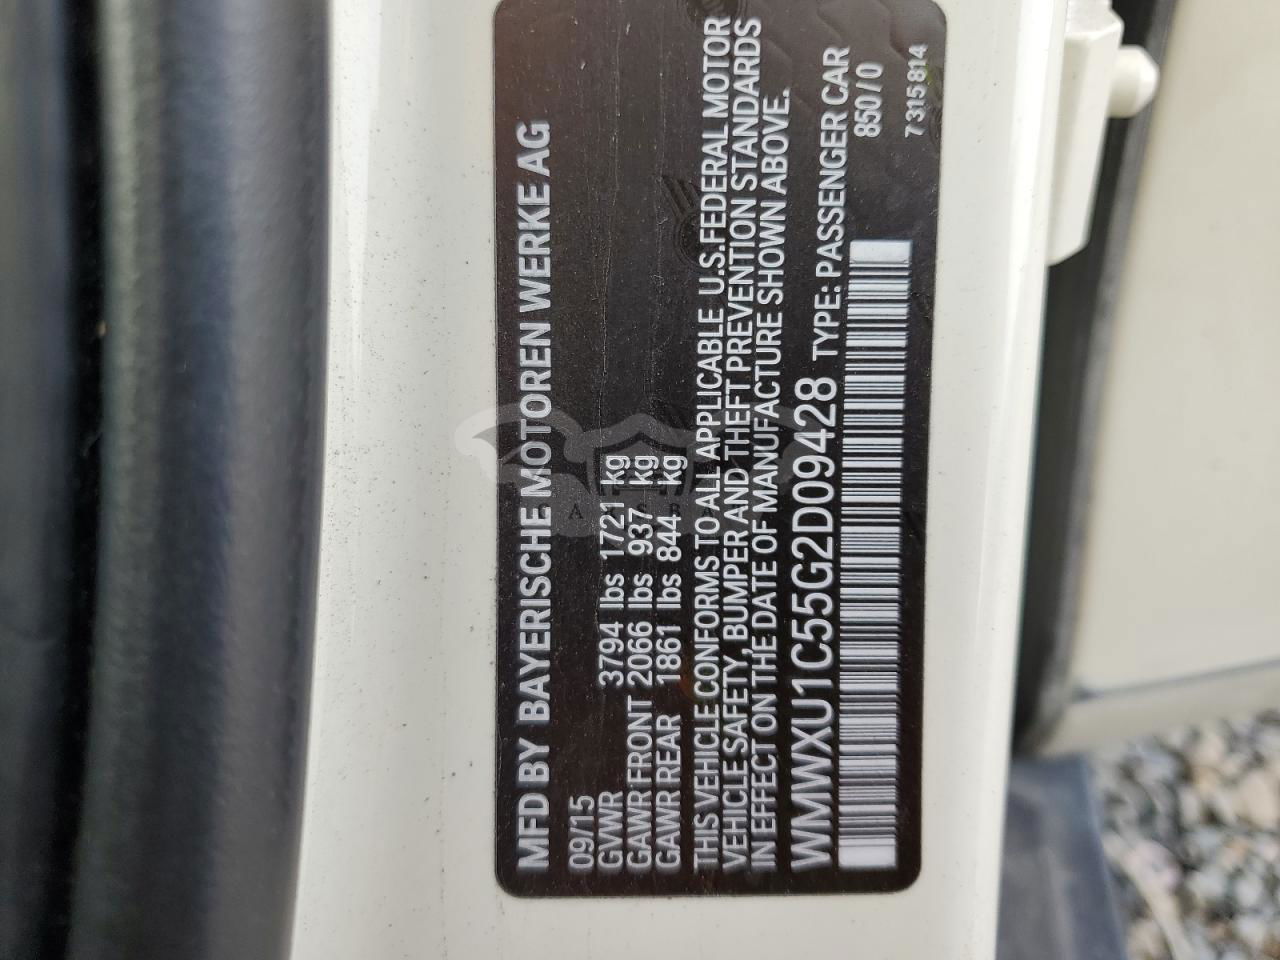 MFD BY BAYERISCHE MOTOREN WERKE AG
09/15
GVWR 3794 lbs 1721 kg
GAWR FRONT 2066 lbs 937 kg
GAWR REAR 1861 lbs 844 kg
THIS VEHICLE CONFORMS TO ALL APPLICABLE U.S.FEDERAL MOTOR
VEHICLE SAFETY, BUMPER AND THEFT PREVENTION STANDARDS
IN EFFECT ON THE DATE OF MANUFACTURE SHOWN ABOVE.
WMWXU1C55G2D09428 TYPE: PASSENGER CAR
850/0
7315814